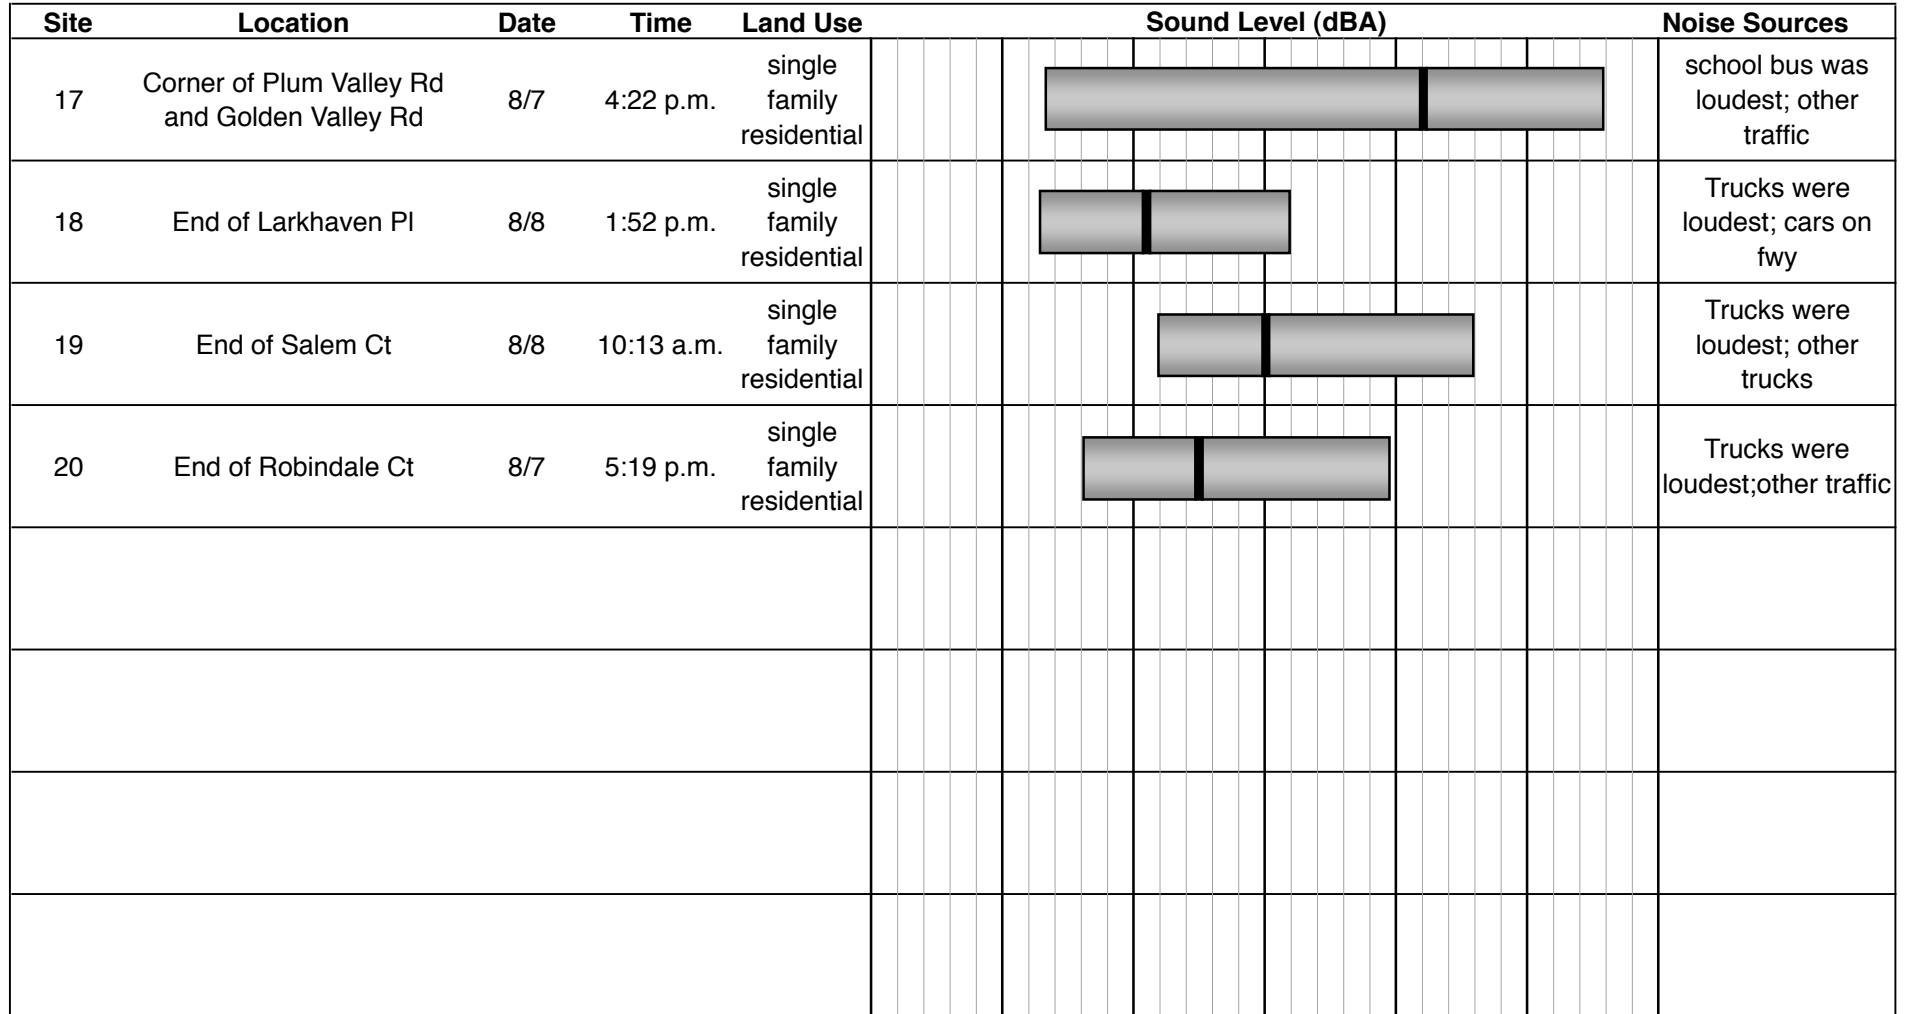 Site Location Date Time Land Use Sound Level (dBA) Noise Sources
17 Corner of Plum Valley Rd and Golden Valley Rd 8/7 4:22 p.m. single family residential school bus was loudest; other traffic
18 End of Larkhaven Pl 8/8 1:52 p.m. single family residential Trucks were loudest; cars on fwy
19 End of Salem Ct 8/8 10:13 a.m. single family residential Trucks were loudest; other trucks
20 End of Robindale Ct 8/7 5:19 p.m. single family residential Trucks were loudest;other traffic